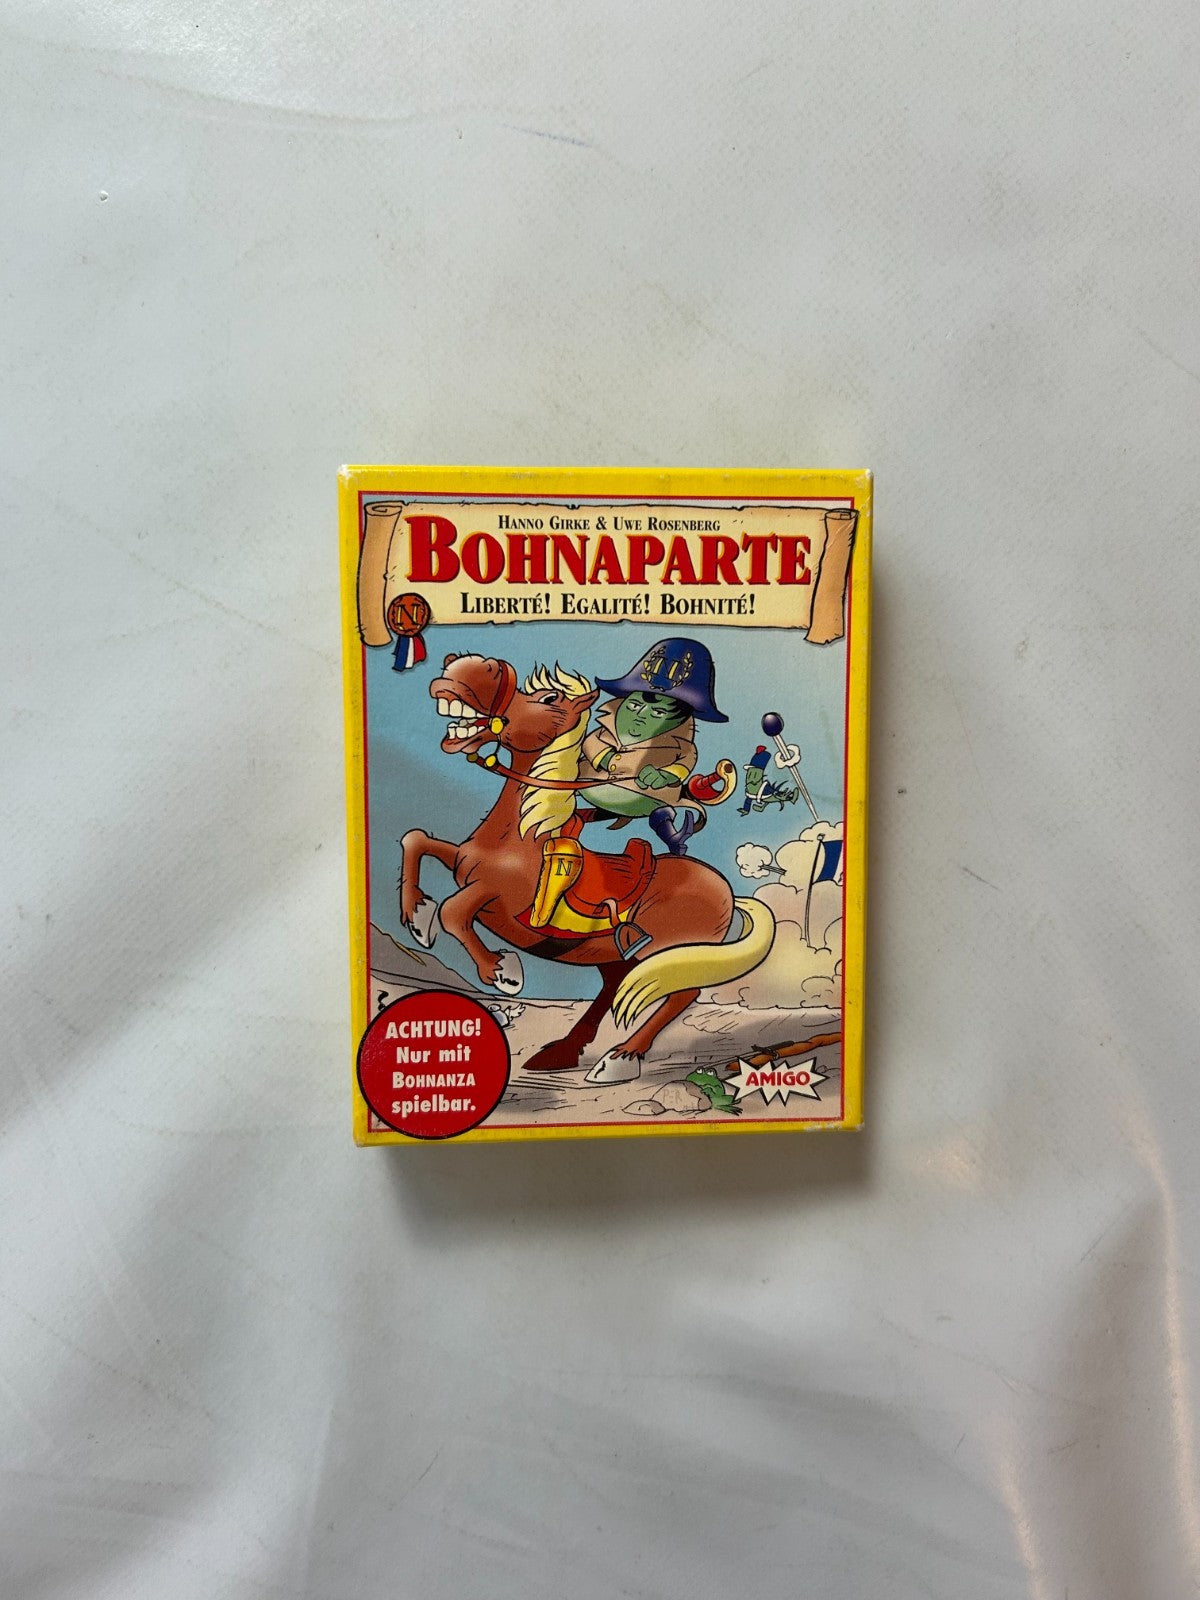 HANNO GIRKE & UWE ROSENBERG
BOHNAPARTE
LIBERTÉ! EGALITÉ! BOHNITÉ!
N
N
ACHTUNG!
Nur mit
BOHNANZA
spielbar.
AMIGO